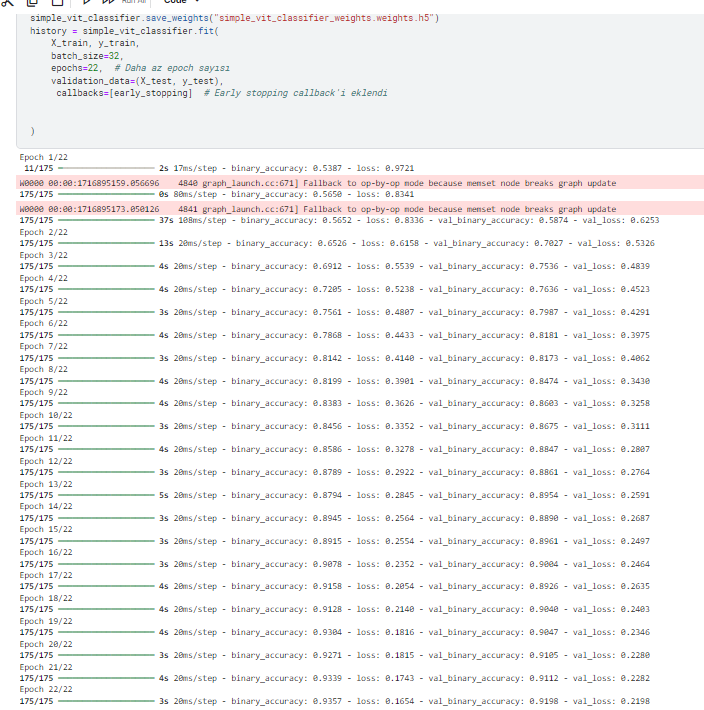 Run All Code
simple_vit_classifier.save_weights("simple_vit_classifier_weights.weights.h5")
history = simple_vit_classifier.fit(
X_train, y_train,
batch_size=32,
epochs=22,  # Daha az epoch sayısı
validation_data=(X_test, y_test),
callbacks=[early_stopping]  # Early stopping callback'i eklendi
)
Epoch 1/22
11/175 2s 17ms/step - binary_accuracy: 0.5387 - loss: 0.9721
W0000 00:00:1716895159.056696    4840 graph_launch.cc:671] Fallback to op-by-op mode because memset node breaks graph update
175/175 0s 80ms/step - binary_accuracy: 0.5650 - loss: 0.8341
W0000 00:00:1716895173.050126    4841 graph_launch.cc:671] Fallback to op-by-op mode because memset node breaks graph update
175/175 37s 108ms/step - binary_accuracy: 0.5652 - loss: 0.8336 - val_binary_accuracy: 0.5874 - val_loss: 0.6253
Epoch 2/22
175/175 13s 20ms/step - binary_accuracy: 0.6526 - loss: 0.6158 - val_binary_accuracy: 0.7027 - val_loss: 0.5326
Epoch 3/22
175/175 4s 20ms/step - binary_accuracy: 0.6912 - loss: 0.5539 - val_binary_accuracy: 0.7536 - val_loss: 0.4839
Epoch 4/22
175/175 4s 20ms/step - binary_accuracy: 0.7205 - loss: 0.5238 - val_binary_accuracy: 0.7636 - val_loss: 0.4523
Epoch 5/22
175/175 3s 20ms/step - binary_accuracy: 0.7561 - loss: 0.4807 - val_binary_accuracy: 0.7987 - val_loss: 0.4291
Epoch 6/22
175/175 4s 20ms/step - binary_accuracy: 0.7868 - loss: 0.4433 - val_binary_accuracy: 0.8181 - val_loss: 0.3975
Epoch 7/22
175/175 3s 20ms/step - binary_accuracy: 0.8142 - loss: 0.4140 - val_binary_accuracy: 0.8173 - val_loss: 0.4062
Epoch 8/22
175/175 4s 20ms/step - binary_accuracy: 0.8199 - loss: 0.3901 - val_binary_accuracy: 0.8474 - val_loss: 0.3430
Epoch 9/22
175/175 4s 20ms/step - binary_accuracy: 0.8383 - loss: 0.3626 - val_binary_accuracy: 0.8603 - val_loss: 0.3258
Epoch 10/22
175/175 3s 20ms/step - binary_accuracy: 0.8456 - loss: 0.3352 - val_binary_accuracy: 0.8675 - val_loss: 0.3111
Epoch 11/22
175/175 4s 20ms/step - binary_accuracy: 0.8586 - loss: 0.3278 - val_binary_accuracy: 0.8847 - val_loss: 0.2807
Epoch 12/22
175/175 3s 20ms/step - binary_accuracy: 0.8789 - loss: 0.2922 - val_binary_accuracy: 0.8861 - val_loss: 0.2764
Epoch 13/22
175/175 5s 20ms/step - binary_accuracy: 0.8794 - loss: 0.2845 - val_binary_accuracy: 0.8954 - val_loss: 0.2591
Epoch 14/22
175/175 3s 20ms/step - binary_accuracy: 0.8945 - loss: 0.2564 - val_binary_accuracy: 0.8890 - val_loss: 0.2687
Epoch 15/22
175/175 3s 20ms/step - binary_accuracy: 0.8915 - loss: 0.2554 - val_binary_accuracy: 0.8961 - val_loss: 0.2497
Epoch 16/22
175/175 3s 20ms/step - binary_accuracy: 0.9078 - loss: 0.2352 - val_binary_accuracy: 0.9004 - val_loss: 0.2464
Epoch 17/22
175/175 4s 20ms/step - binary_accuracy: 0.9158 - loss: 0.2054 - val_binary_accuracy: 0.8926 - val_loss: 0.2635
Epoch 18/22
175/175 4s 20ms/step - binary_accuracy: 0.9128 - loss: 0.2140 - val_binary_accuracy: 0.9040 - val_loss: 0.2403
Epoch 19/22
175/175 4s 20ms/step - binary_accuracy: 0.9304 - loss: 0.1816 - val_binary_accuracy: 0.9047 - val_loss: 0.2346
Epoch 20/22
175/175 3s 20ms/step - binary_accuracy: 0.9271 - loss: 0.1815 - val_binary_accuracy: 0.9105 - val_loss: 0.2280
Epoch 21/22
175/175 4s 20ms/step - binary_accuracy: 0.9339 - loss: 0.1743 - val_binary_accuracy: 0.9112 - val_loss: 0.2282
Epoch 22/22
175/175 3s 20ms/step - binary_accuracy: 0.9357 - loss: 0.1654 - val_binary_accuracy: 0.9198 - val_loss: 0.2198